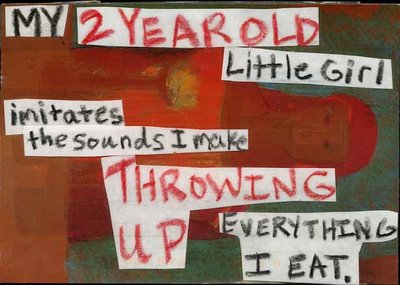 MY 2 YEAR OLD
Little Girl
imitates
the sounds I make
THROWING
UP EVERYTHING
I EAT.